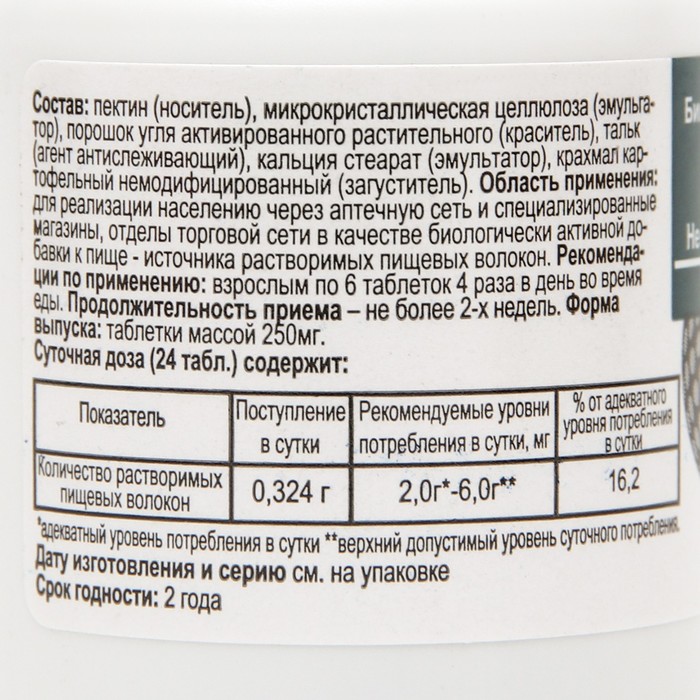 Состав: пектин (носитель), микрокристаллическая целлюлоза (эмульга-
тор), порошок угля активированного растительного (краситель), тальк
(агент антислеживающий), кальция стеарат (эмультатор), крахмал кар-
тофельный немодифицированный (загуститель). Область применения:
для реализации населению через аптечную сеть и специализированные
магазины, отделы торговой сети в качестве биологически активной до-
бавки к пище - источника растворимых пищевых волокон. Рекоменда-
ции по применению: взрослым по 6 таблеток 4 раза в день во время
еды. Продолжительность приема – не более 2-х недель. Форма
выпуска: таблетки массой 250мг.
Суточная доза (24 табл.) содержит:
Показатель Поступление в сутки Рекомендуемые уровни потребления в сутки, мг % от адекватного уровня потребления в сутки
Количество растворимых пищевых волокон 0,324 г 2,0г*-6,0г** 16,2
*адекватный уровень потребления в сутки **верхний допустимый уровень суточного потребления.
Дату изготовления и серию см. на упаковке
Срок годности: 2 года